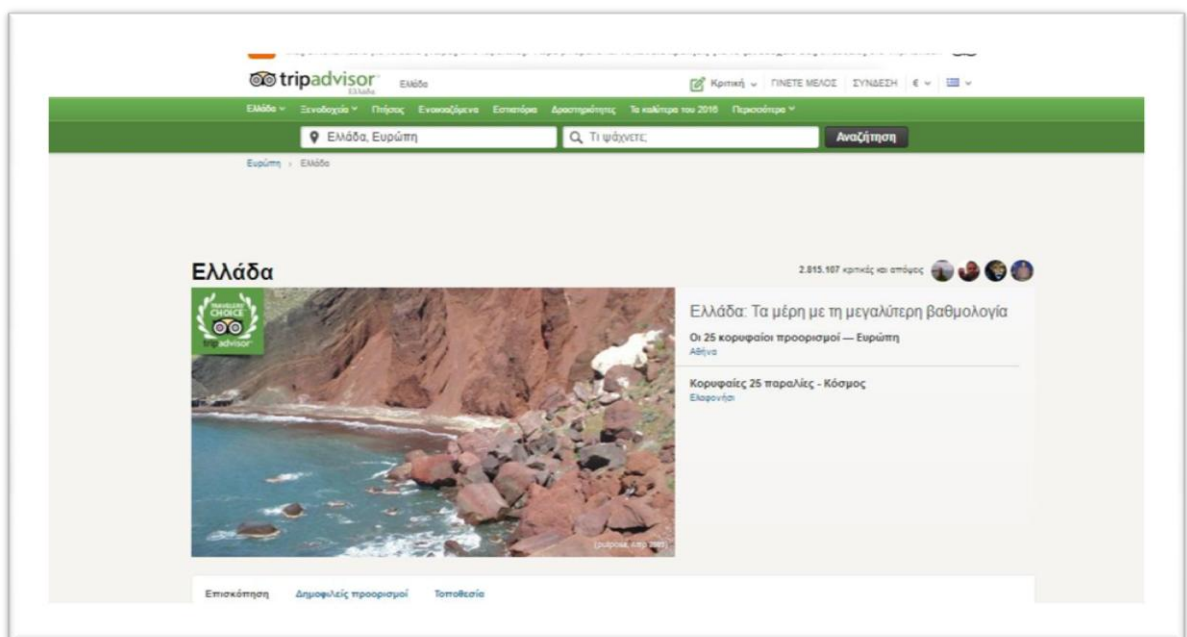 tripadvisor
Ελλάδα
Ελλάδα
Κριτική
ΓΙΝΕΤΕ ΜΕΛΟΣ
ΣΥΝΔΕΣΗ
€
Ελλάδα Ξενοδοχεία Πτήσεις Ενοικιαζόμενα Εστιατόρια Δραστηριότητες Τα καλύτερα του 2016 Περισσότερα
Ελλάδα, Ευρώπη
Τι ψάχνετε;
Αναζήτηση
Ευρώπη › Ελλάδα
Ελλάδα
2.815.107 κριτικές και απόψεις
TRAVELERS' CHOICE
tripadvisor
Ελλάδα: Τα μέρη με τη μεγαλύτερη βαθμολογία
Οι 25 κορυφαίοι προορισμοί — Ευρώπη
Αθήνα
Κορυφαίες 25 παραλίες - Κόσμος
Ελαφονήσι
Επισκόπηση Δημοφιλείς προορισμοί Τοποθεσία